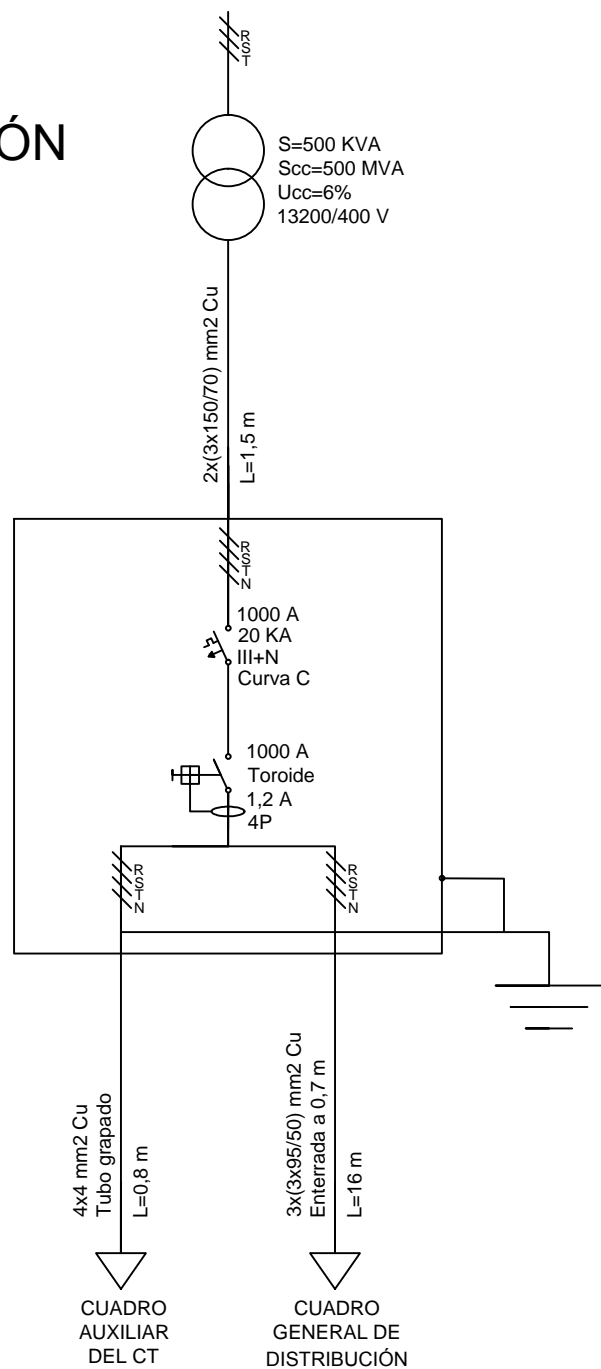 R
S
T
ÓN
S=500 KVA
Scc=500 MVA
Ucc=6%
13200/400 V
2x(3x150/70) mm2 Cu
L=1,5 m
R
S
T
N
1000 A
20 KA
III+N
Curva C
1000 A
Toroide
1,2 A
4P
R
S
T
N
R
S
T
N
4x4 mm2 Cu
Tubo grapado
L=0,8 m
3x(3x95/50) mm2 Cu
Enterrada a 0,7 m
L=16 m
CUADRO
AUXILIAR
DEL CT
CUADRO
GENERAL DE
DISTRIBUCIÓN